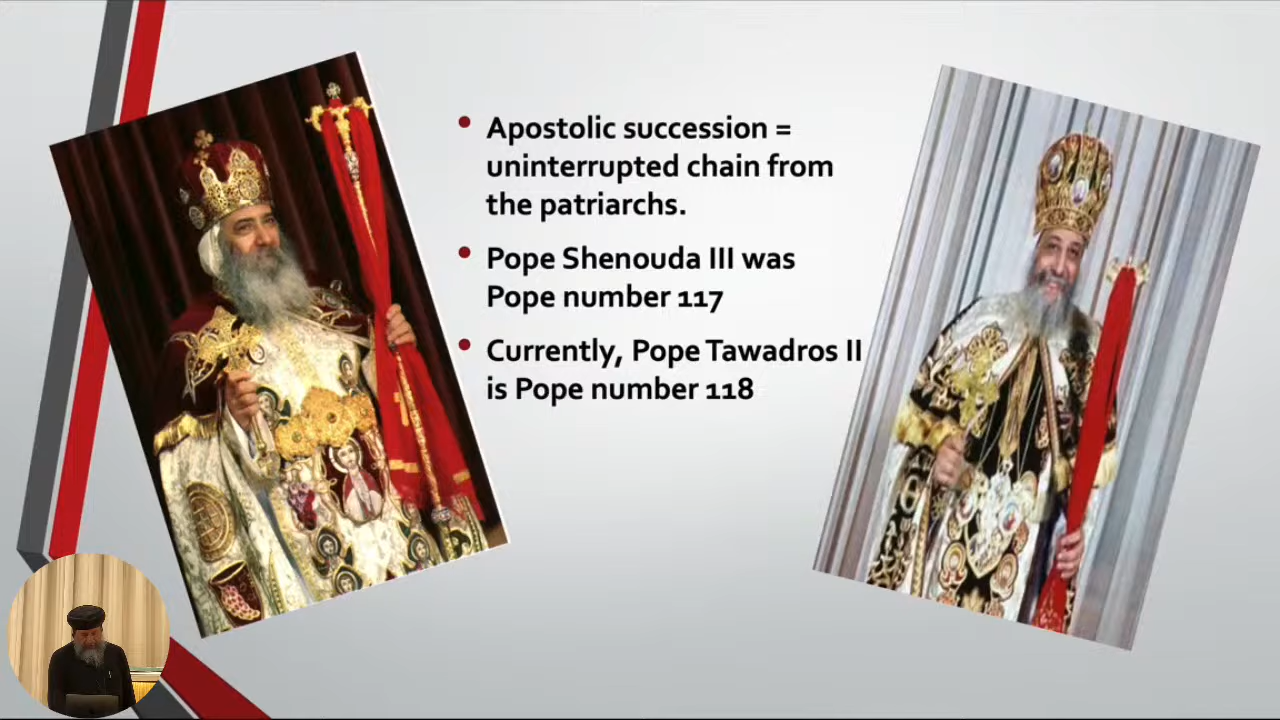 Apostolic succession =
uninterrupted chain from
the patriarchs.
Pope Shenouda III was
Pope number 117
Currently, Pope Tawadros II
is Pope number 118